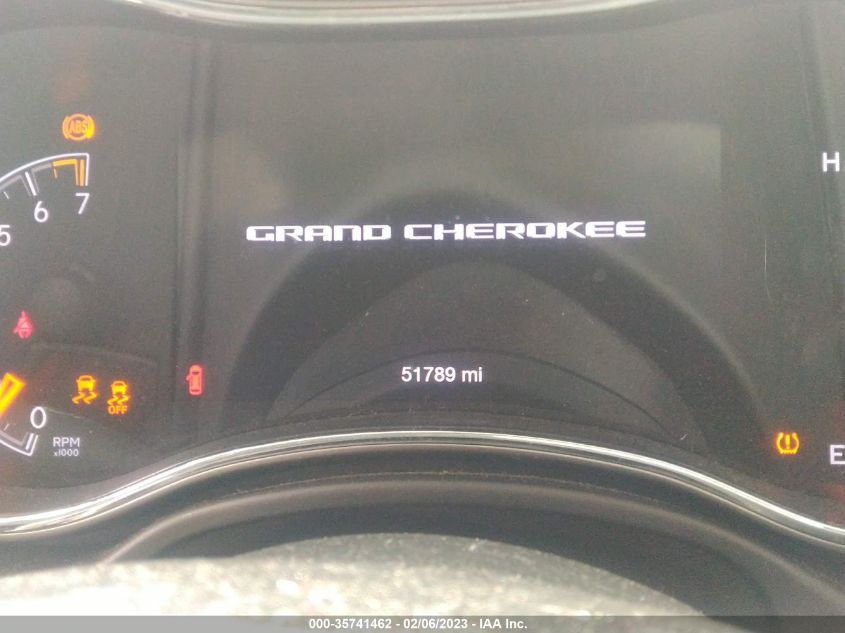 ABS
H
5 6 7
GRAND CHEROKEE
51789 mi
OFF
0
RPM
x1000
E
000-35741462 - 02/06/2023 - IAA Inc.